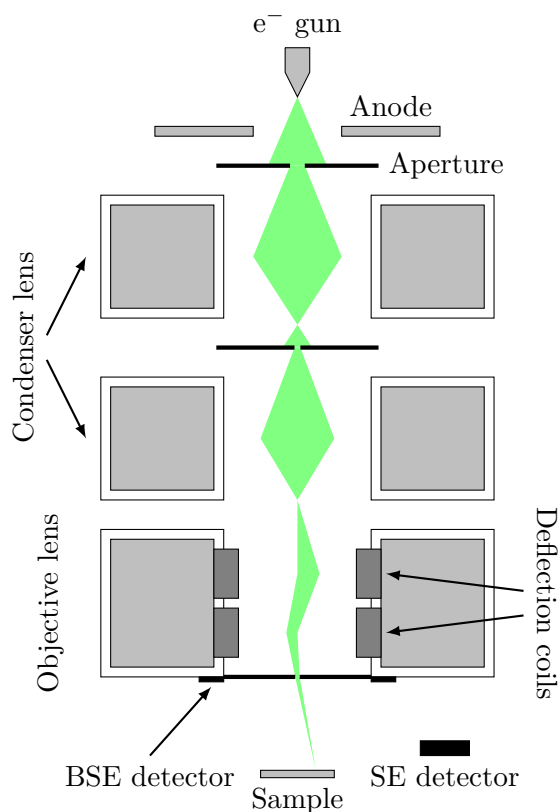 e⁻ gun
Anode
Aperture
Condenser lens
Objective lens
Deflection coils
BSE detector
SE detector
Sample